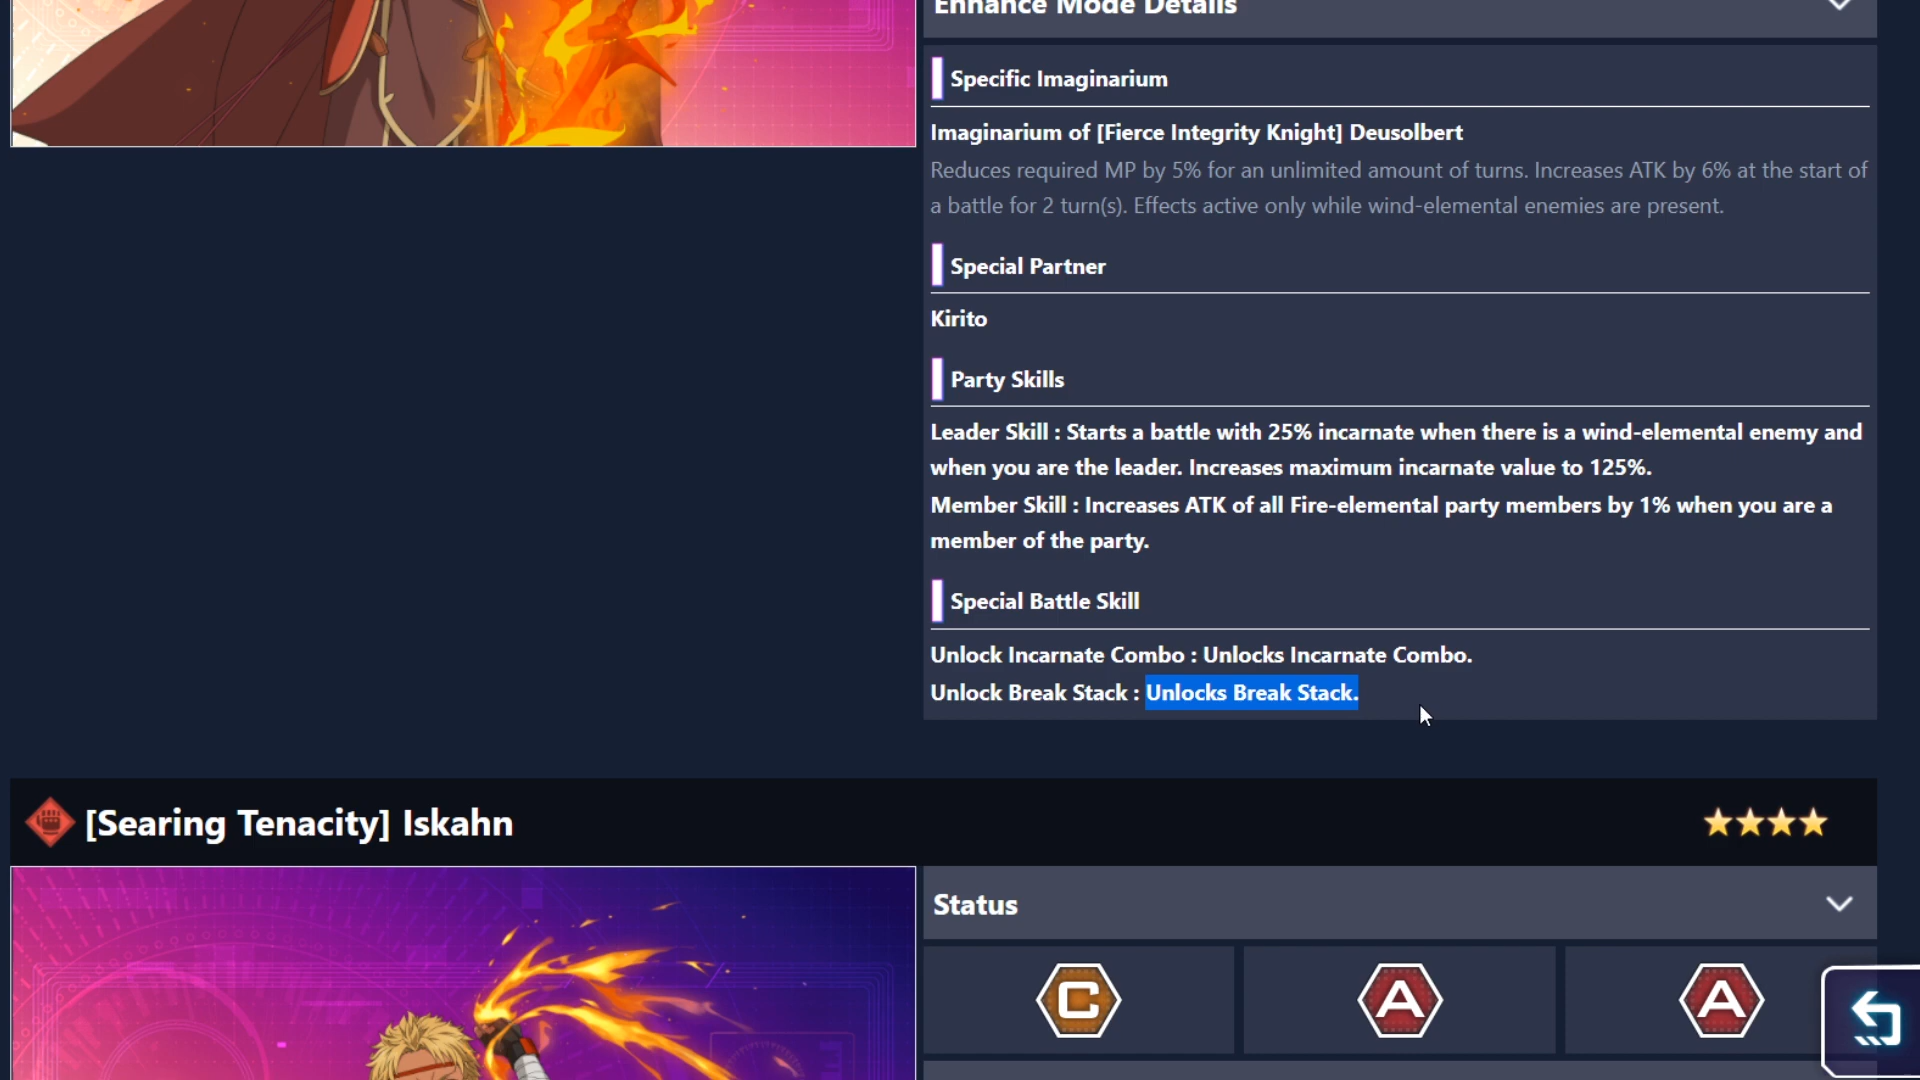 Enhance Mode Details
Specific Imaginarium
Imaginarium of [Fierce Integrity Knight] Deusolbert
Reduces required MP by 5% for an unlimited amount of turns. Increases ATK by 6% at the start of
a battle for 2 turn(s). Effects active only while wind-elemental enemies are present.
Special Partner
Kirito
Party Skills
Leader Skill : Starts a battle with 25% incarnate when there is a wind-elemental enemy and
when you are the leader. Increases maximum incarnate value to 125%.
Member Skill : Increases ATK of all Fire-elemental party members by 1% when you are a
member of the party.
Special Battle Skill
Unlock Incarnate Combo : Unlocks Incarnate Combo.
Unlock Break Stack : Unlocks Break Stack.
[Searing Tenacity] Iskahn
Status
C A A